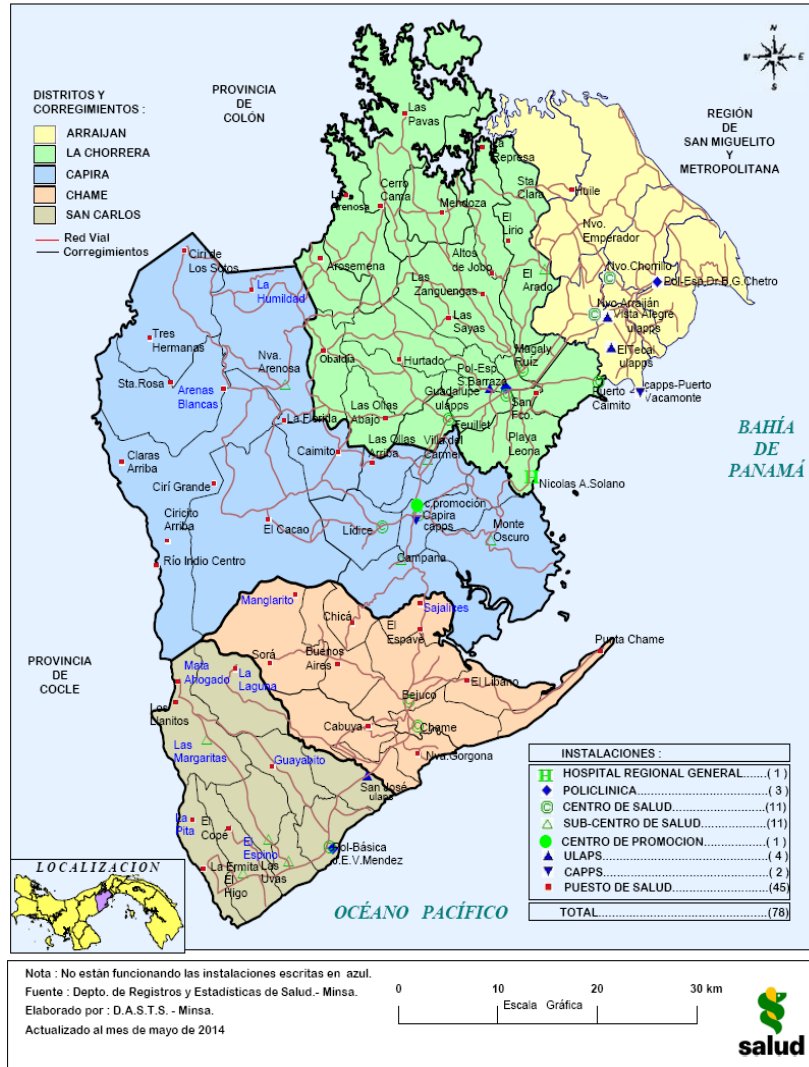 PROVINCIA
DE
COLÓN
N
W
E
S
DISTRITOS Y
CORREGIMIENTOS :
ARRAIJAN
LA CHORRERA
CAPIRA
CHAME
SAN CARLOS
Red Vial
Corregimientos
REGIÓN
DE
SAN MIGUELITO
Y
METROPOLITANA
Las
Pavas
Represa
Sta.
Clara
Huile
Cerro
Cama
Mendoza
Arenosa
El
Lirio
Nvo.
Emperador
Cirí de
Los Sotos
Arosemena
Altos
de Jobo
Nvo.Chorrillo
La
Humildad
Las
Zanguengas
El
Arado
Pol-Esp.Dr.B.G.Chetro
Nvo.Arraiján
Vista Alegre
ulapps
Las
Sayas
Tres
Hermanas
Nva.
Arenosa
Obaldía
Hurtado
Magaly
Ruiz
El Tecal
ulapps
Pol-Esp
S.Barraza
Sta.Rosa
Arenas
Blancas
Guadalupe
ulapps
San
Fco.
Puerto
Caimito
capps-Puerto
Vacamonte
Las Ollas
Abajo
Feuillet
La Florida
Las Ollas
Arriba
Villa del
Carmen
Playa
Leona
BAHÍA
DE
PANAMÁ
Caimito
Claras
Arriba
Nicolas A.Solano
Cirí Grande
c.promoción
Capira
capps
Ciricito
Arriba
El Cacao
Lídice
Monte
Oscuro
Río Indio Centro
Campana
Manglarito
Sajalices
Chicá
El
Espavé
Punta Chame
PROVINCIA
DE
COCLE
Sorá
Buenos
Aires
Mata
Ahogado
La
Laguna
El Líbano
Bejuco
Los
Llanitos
Cabuya
Chame
Las
Margaritas
Guayabito
Nva.Gorgona
San José
ulaps
La
Pita
El
Copé
El
Espino
Pol-Básica
J.E.V.Mendez
La Ermita
El
Higo
Las
Uvas
OCÉANO PACÍFICO
INSTALACIONES :
H HOSPITAL REGIONAL GENERAL......( 1 )
POLICLINICA.......( 3 )
© CENTRO DE SALUD.......(11)
SUB-CENTRO DE SALUD.......(11)
CENTRO DE PROMOCION.......( 1 )
ULAPS.......( 4 )
CAPPS.......( 2 )
PUESTO DE SALUD.......(45)
TOTAL.......(78)
LOCALIZACION
Nota : No están funcionando las instalaciones escritas en azul.
Fuente : Depto. de Registros y Estadísticas de Salud.- Minsa.
Elaborado por : D.A.S.T.S. - Minsa.
Actualizado al mes de mayo de 2014
0 10 20 30 km
Escala Gráfica
salud